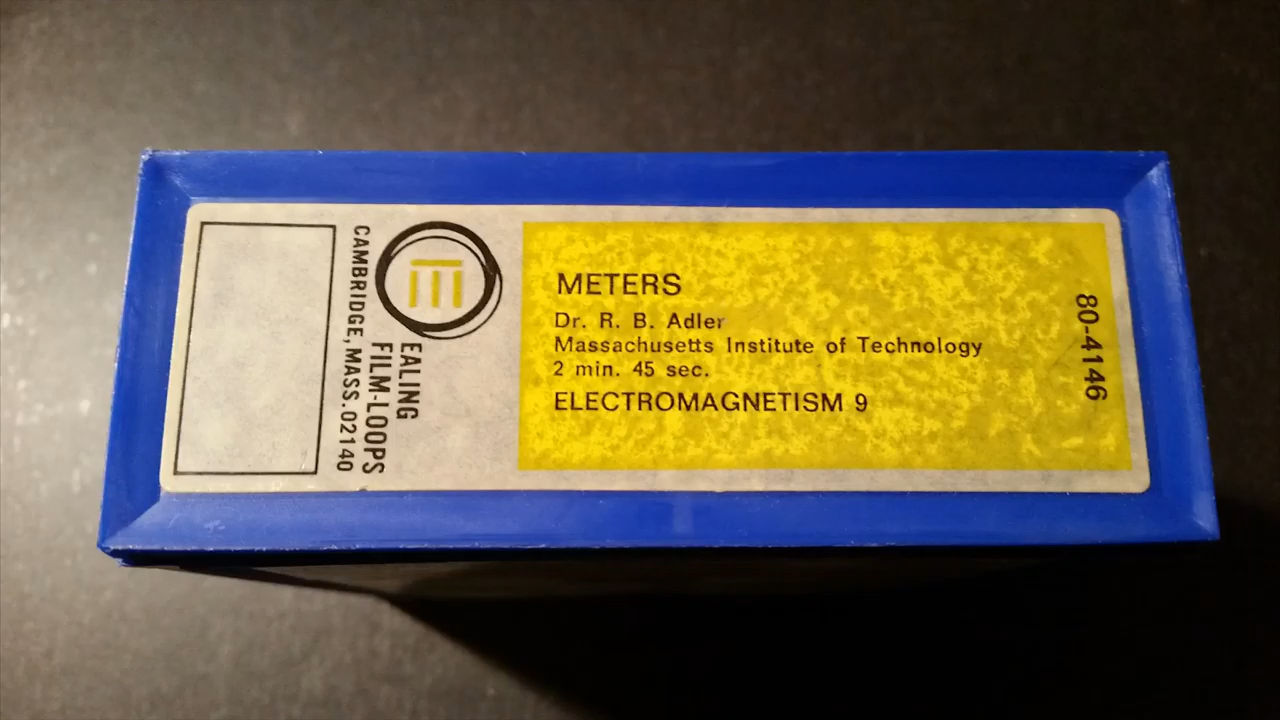 CAMBRIDGE, MASS. 02140
EALING
FILM-LOOPS
METERS
Dr. R. B. Adler
Massachusetts Institute of Technology
2 min. 45 sec.
ELECTROMAGNETISM 9
80-4146